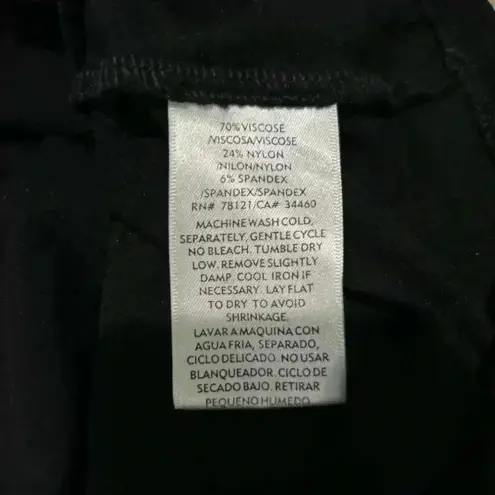 70% VISCOSE
/VISCOSA/VISCOSE
24% NYLON
/NILON/NYLON
6% SPANDEX
/SPANDEX/SPANDEX
RN# 78121/CA# 34460
MACHINE WASH COLD,
SEPARATELY, GENTLE CYCLE
NO BLEACH. TUMBLE DRY
LOW. REMOVE SLIGHTLY
DAMP. COOL IRON IF
NECESSARY. LAY FLAT
TO DRY TO AVOID
SHRINKAGE.
LAVAR A MAQUINA CON
AGUA FRIA, SEPARADO,
CICLO DELICADO. NO USAR
BLANQUEADOR. CICLO DE
SECADO BAJO. RETIRAR
PEQUENO HUMEDO.